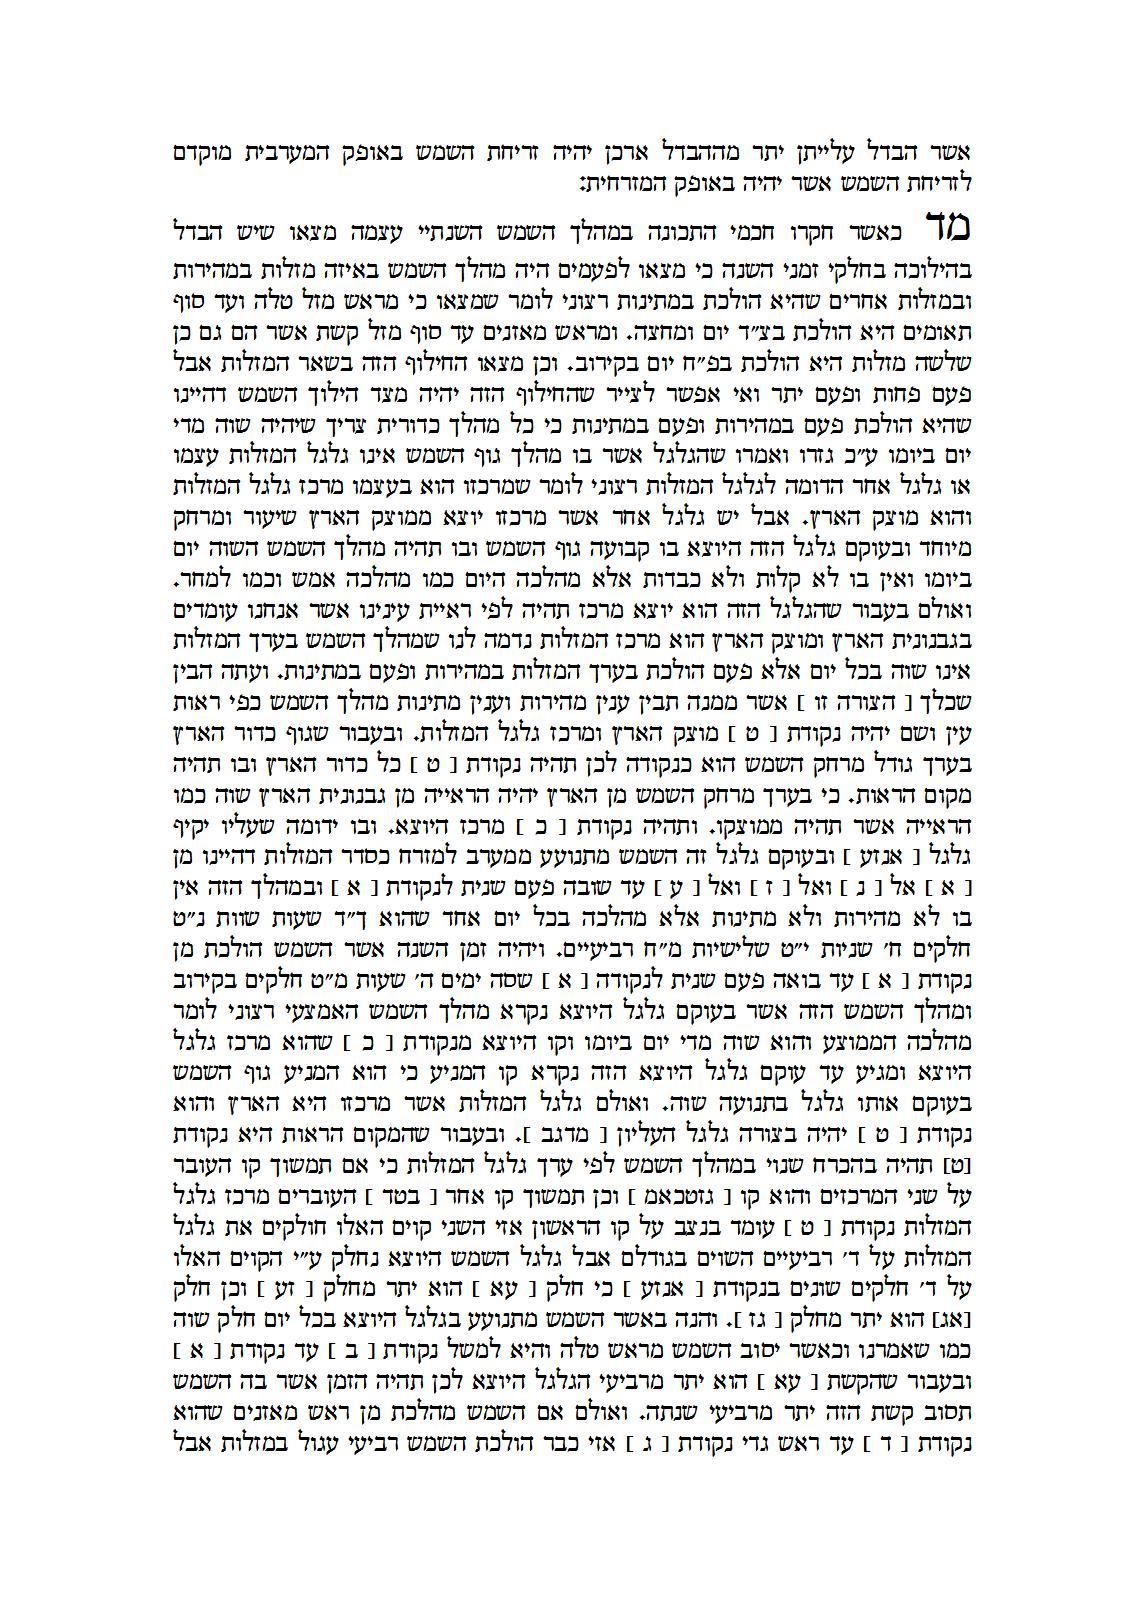 אשר הבדל עלייתן יתר מההבדל ארכן יהיה זריחת השמש באופק המערבית מוקדם
לזריחת השמש אשר יהיה באופק המזרחית:
מד כאשר חקרו חכמי התכונה במהלך השמש השנתיי עצמה מצאו שיש הבדל
בהילוכה בחלקי זמני השנה כי מצאו לפעמים היה מהלך השמש באיזה מזלות במהירות
ובמזלות אחרים שהיא הולכת במתינות רצוני לומר שמצאו כי מראש מזל טלה ועד סוף
תאומים היא הולכת בצ״ד יום ומחצה. ומראש מאזנים עד סוף מזל קשת אשר הם גם כן
שלשה מזלות היא הולכת בפ״ח יום בקירוב. וכן מצאו החילוף הזה בשאר המזלות אבל
פעם פחות ופעם יתר ואי אפשר לצייר שהחילוף הזה יהיה מצד הילוך השמש דהיינו
שהיא הולכת פעם במהירות ופעם במתינות כי כל מהלך כדורית צריך שיהיה שוה מדי
יום ביומו ע״כ גזרו ואמרו שהגלגל אשר בו מהלך גוף השמש אינו גלגל המזלות עצמו
או גלגל אחר הדומה לגלגל המזלות רצוני לומר שמרכזו הוא בעצמו מרכז גלגל המזלות
והוא מוצק הארץ. אבל יש גלגל אחר אשר מרכזו יוצא ממוצק הארץ שיעור ומרחק
מיוחד ובעוקם גלגל הזה היוצא בו קבועה גוף השמש ובו תהיה מהלך השמש השוה יום
ביומו ואין בו לא קלות ולא כבדות אלא מהלכה היום כמו מהלכה אמש וכמו למחר.
ואולם בעבור שהגלגל הזה הוא יוצא מרכז תהיה לפי ראיית עינינו אשר אנחנו עומדים
בגבנונית הארץ ומוצק הארץ הוא מרכז המזלות נדמה לנו שמהלך השמש בערך המזלות
אינו שוה בכל יום אלא פעם הולכת בערך המזלות במהירות ופעם במתינות. ועתה הבין
שכלך [ הצורה זו ] אשר ממנה תבין ענין מהירות וענין מתינות מהלך השמש כפי ראות
עין ושם יהיה נקודת [ ט ] מוצק הארץ ומרכז גלגל המזלות. ובעבור שגוף כדור הארץ
בערך גודל מרחק השמש הוא כנקודה לכן תהיה נקודת [ ט ] כל כדור הארץ ובו תהיה
מקום הראות. כי בערך מרחק השמש מן הארץ יהיה הראייה מן גבנונית הארץ שוה כמו
הראייה אשר תהיה ממוצקו. ותהיה נקודת [ כ ] מרכז היוצא. ובו ידומה שעליו יקיף
גלגל [ אנזע ] ובעוקם גלגל זה השמש מתנועע ממערב למזרח כסדר המזלות דהיינו מן
[ א ] אל [ נ ] ואל [ ז ] ואל [ ע ] עד שובה פעם שנית לנקודת [ א ] ובמהלך הזה אין
בו לא מהירות ולא מתינות אלא מהלכה בכל יום אחד שהוא ך״ד שעות שוות נ״ט
חלקים ח׳ שניות י״ט שלישיות מ״ח רביעיים. ויהיה זמן השנה אשר השמש הולכת מן
נקודת [ א ] עד בואה פעם שנית לנקודה [ א ] שסה ימים ה׳ שעות מ״ט חלקים בקירוב
ומהלך השמש הזה אשר בעוקם גלגל היוצא נקרא מהלך השמש האמצעי רצוני לומר
מהלכה הממוצע והוא שוה מדי יום ביומו וקו היוצא מנקודת [ כ ] שהוא מרכז גלגל
היוצא ומגיע עד עוקם גלגל היוצא הזה נקרא קו המניע כי הוא המניע גוף השמש
בעוקם אותו גלגל בתנועה שוה. ואולם גלגל המזלות אשר מרכזו היא הארץ והוא
נקודת [ ט ] יהיה בצורה גלגל העליון [ מדגב ]. ובעבור שהמקום הראות היא נקודת
[ט] תהיה בהכרח שנוי במהלך השמש לפי ערך גלגל המזלות כי אם תמשוך קו העובר
על שני המרכזים והוא קו [ גזטכאמ ] וכן תמשוך קו אחר [ בטד ] העוברים מרכז גלגל
המזלות נקודת [ ט ] עומד בנצב על קו הראשון אזי השני קוים האלו חולקים את גלגל
המזלות על ד׳ רביעיים השוים בגודלם אבל גלגל השמש היוצא נחלק ע״י הקוים האלו
על ד׳ חלקים שונים בנקודת [ אנזע ] כי חלק [ עא ] הוא יתר מחלק [ זע ] וכן חלק
[אנ] הוא יתר מחלק [ נז ]. והנה באשר השמש מתנועע בגלגל היוצא בכל יום חלק שוה
כמו שאמרנו וכאשר יסוב השמש מראש טלה והיא למשל נקודת [ ב ] עד נקודת [ א ]
ובעבור שהקשת [ עא ] הוא יתר מרביעי הגלגל היוצא לכן תהיה הזמן אשר בה השמש
תסוב קשת הזה יתר מרביעי שנתה. ואולם אם השמש מהלכת מן ראש מאזנים שהוא
נקודת [ ד ] עד ראש גדי נקודת [ ג ] אזי כבר הולכת השמש רביעי עגול במזלות אבל